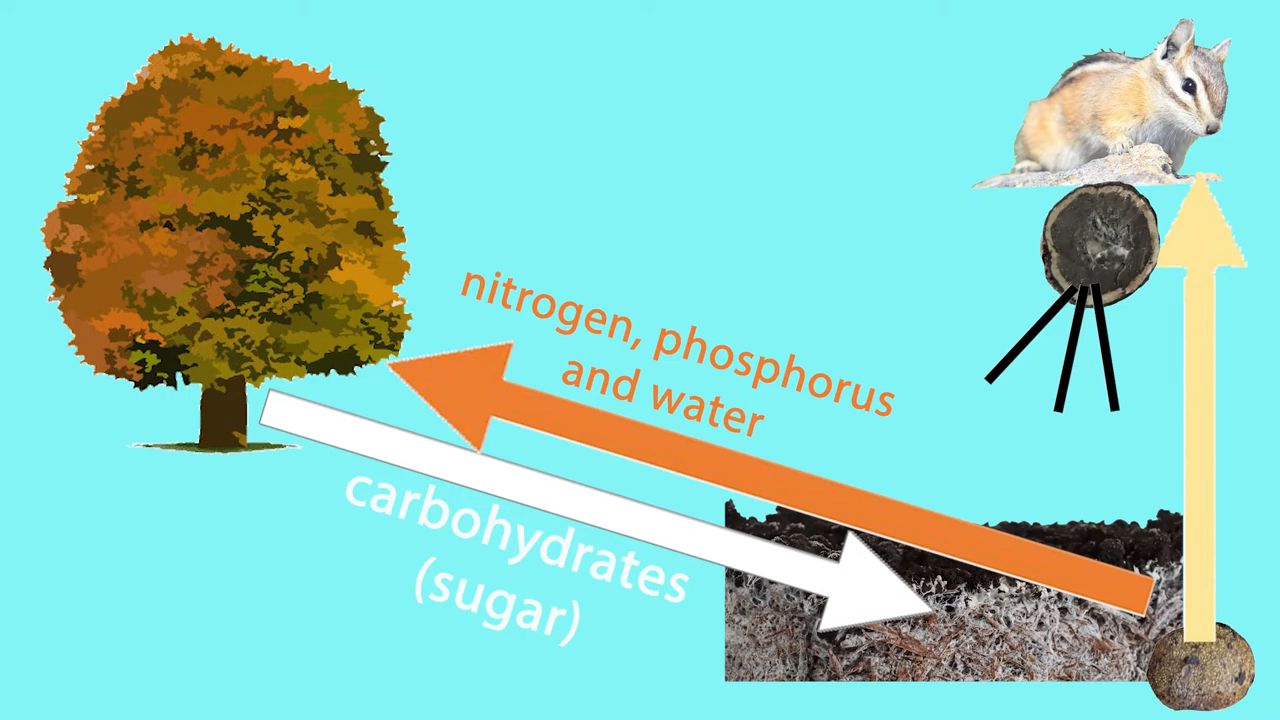 nitrogen, phosphorus
and water
carbohydrates
(sugar)